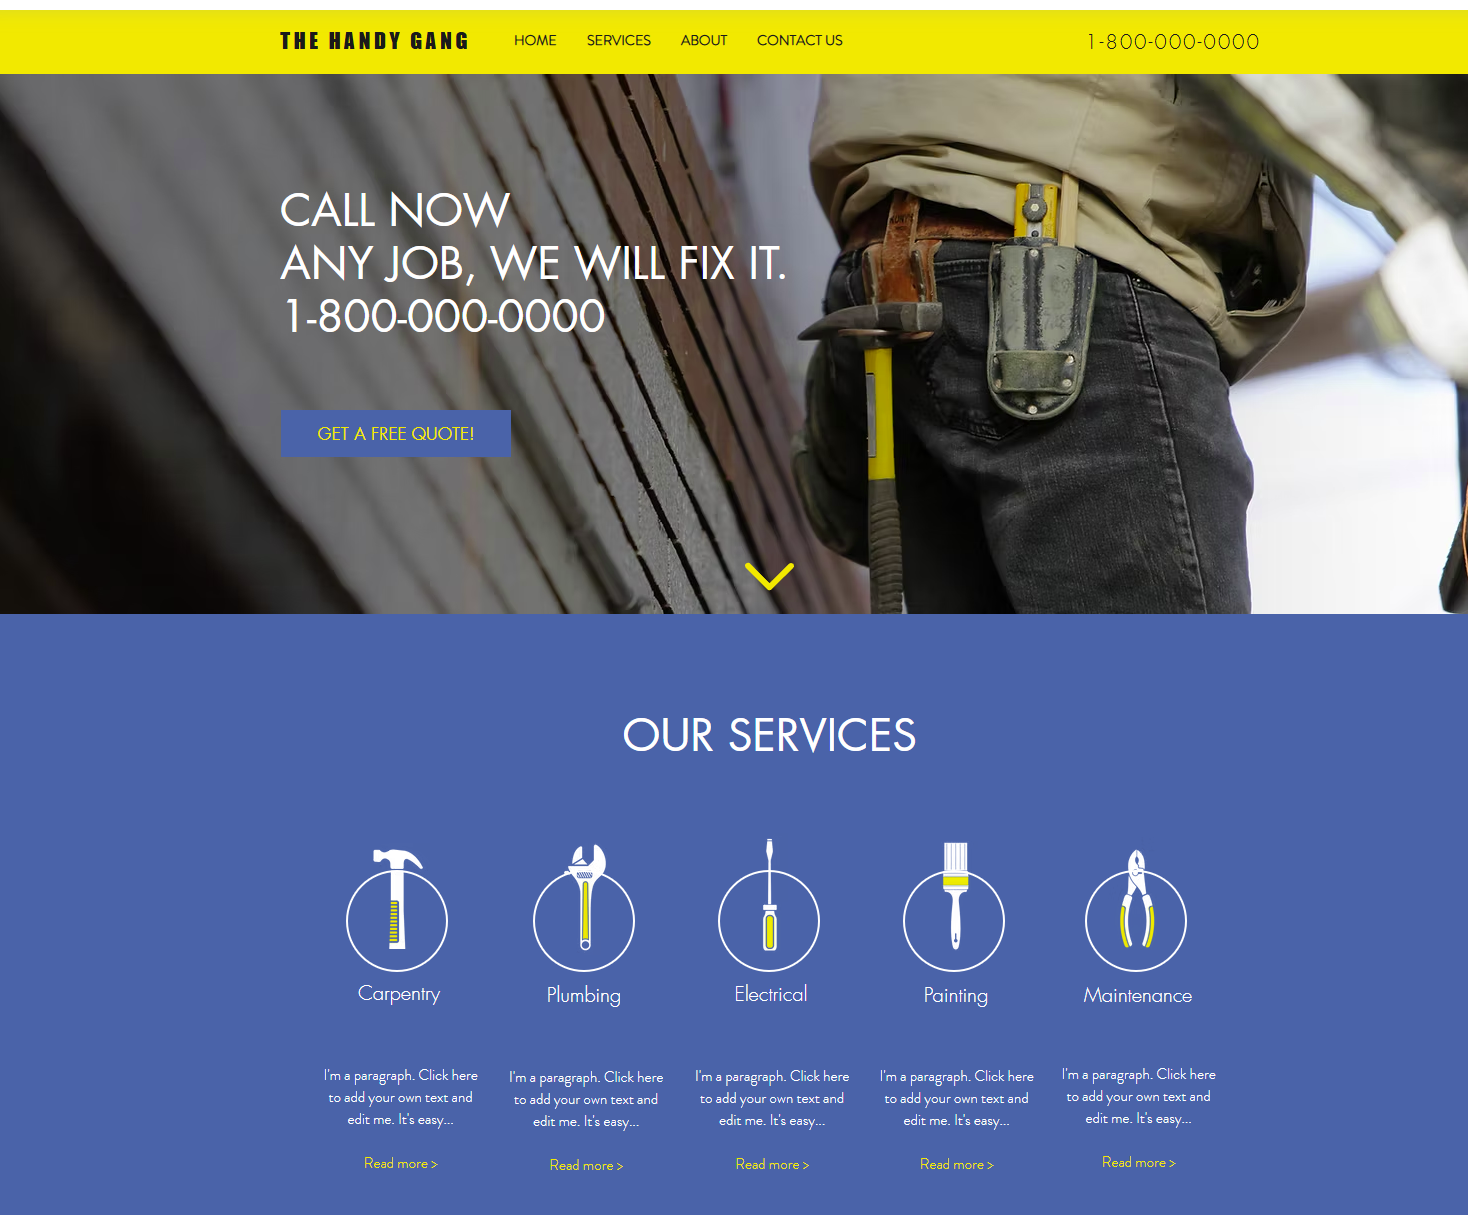 THE HANDY GANG
HOME SERVICES ABOUT CONTACT US
1-800-000-0000
CALL NOW
ANY JOB, WE WILL FIX IT.
1-800-000-0000
GET A FREE QUOTE!
OUR SERVICES
Carpentry
I'm a paragraph. Click here
to add your own text and
edit me. It's easy...
Read more >
Plumbing
I'm a paragraph. Click here
to add your own text and
edit me. It's easy...
Read more >
Electrical
I'm a paragraph. Click here
to add your own text and
edit me. It's easy...
Read more >
Painting
I'm a paragraph. Click here
to add your own text and
edit me. It's easy...
Read more >
Maintenance
I'm a paragraph. Click here
to add your own text and
edit me. It's easy...
Read more >